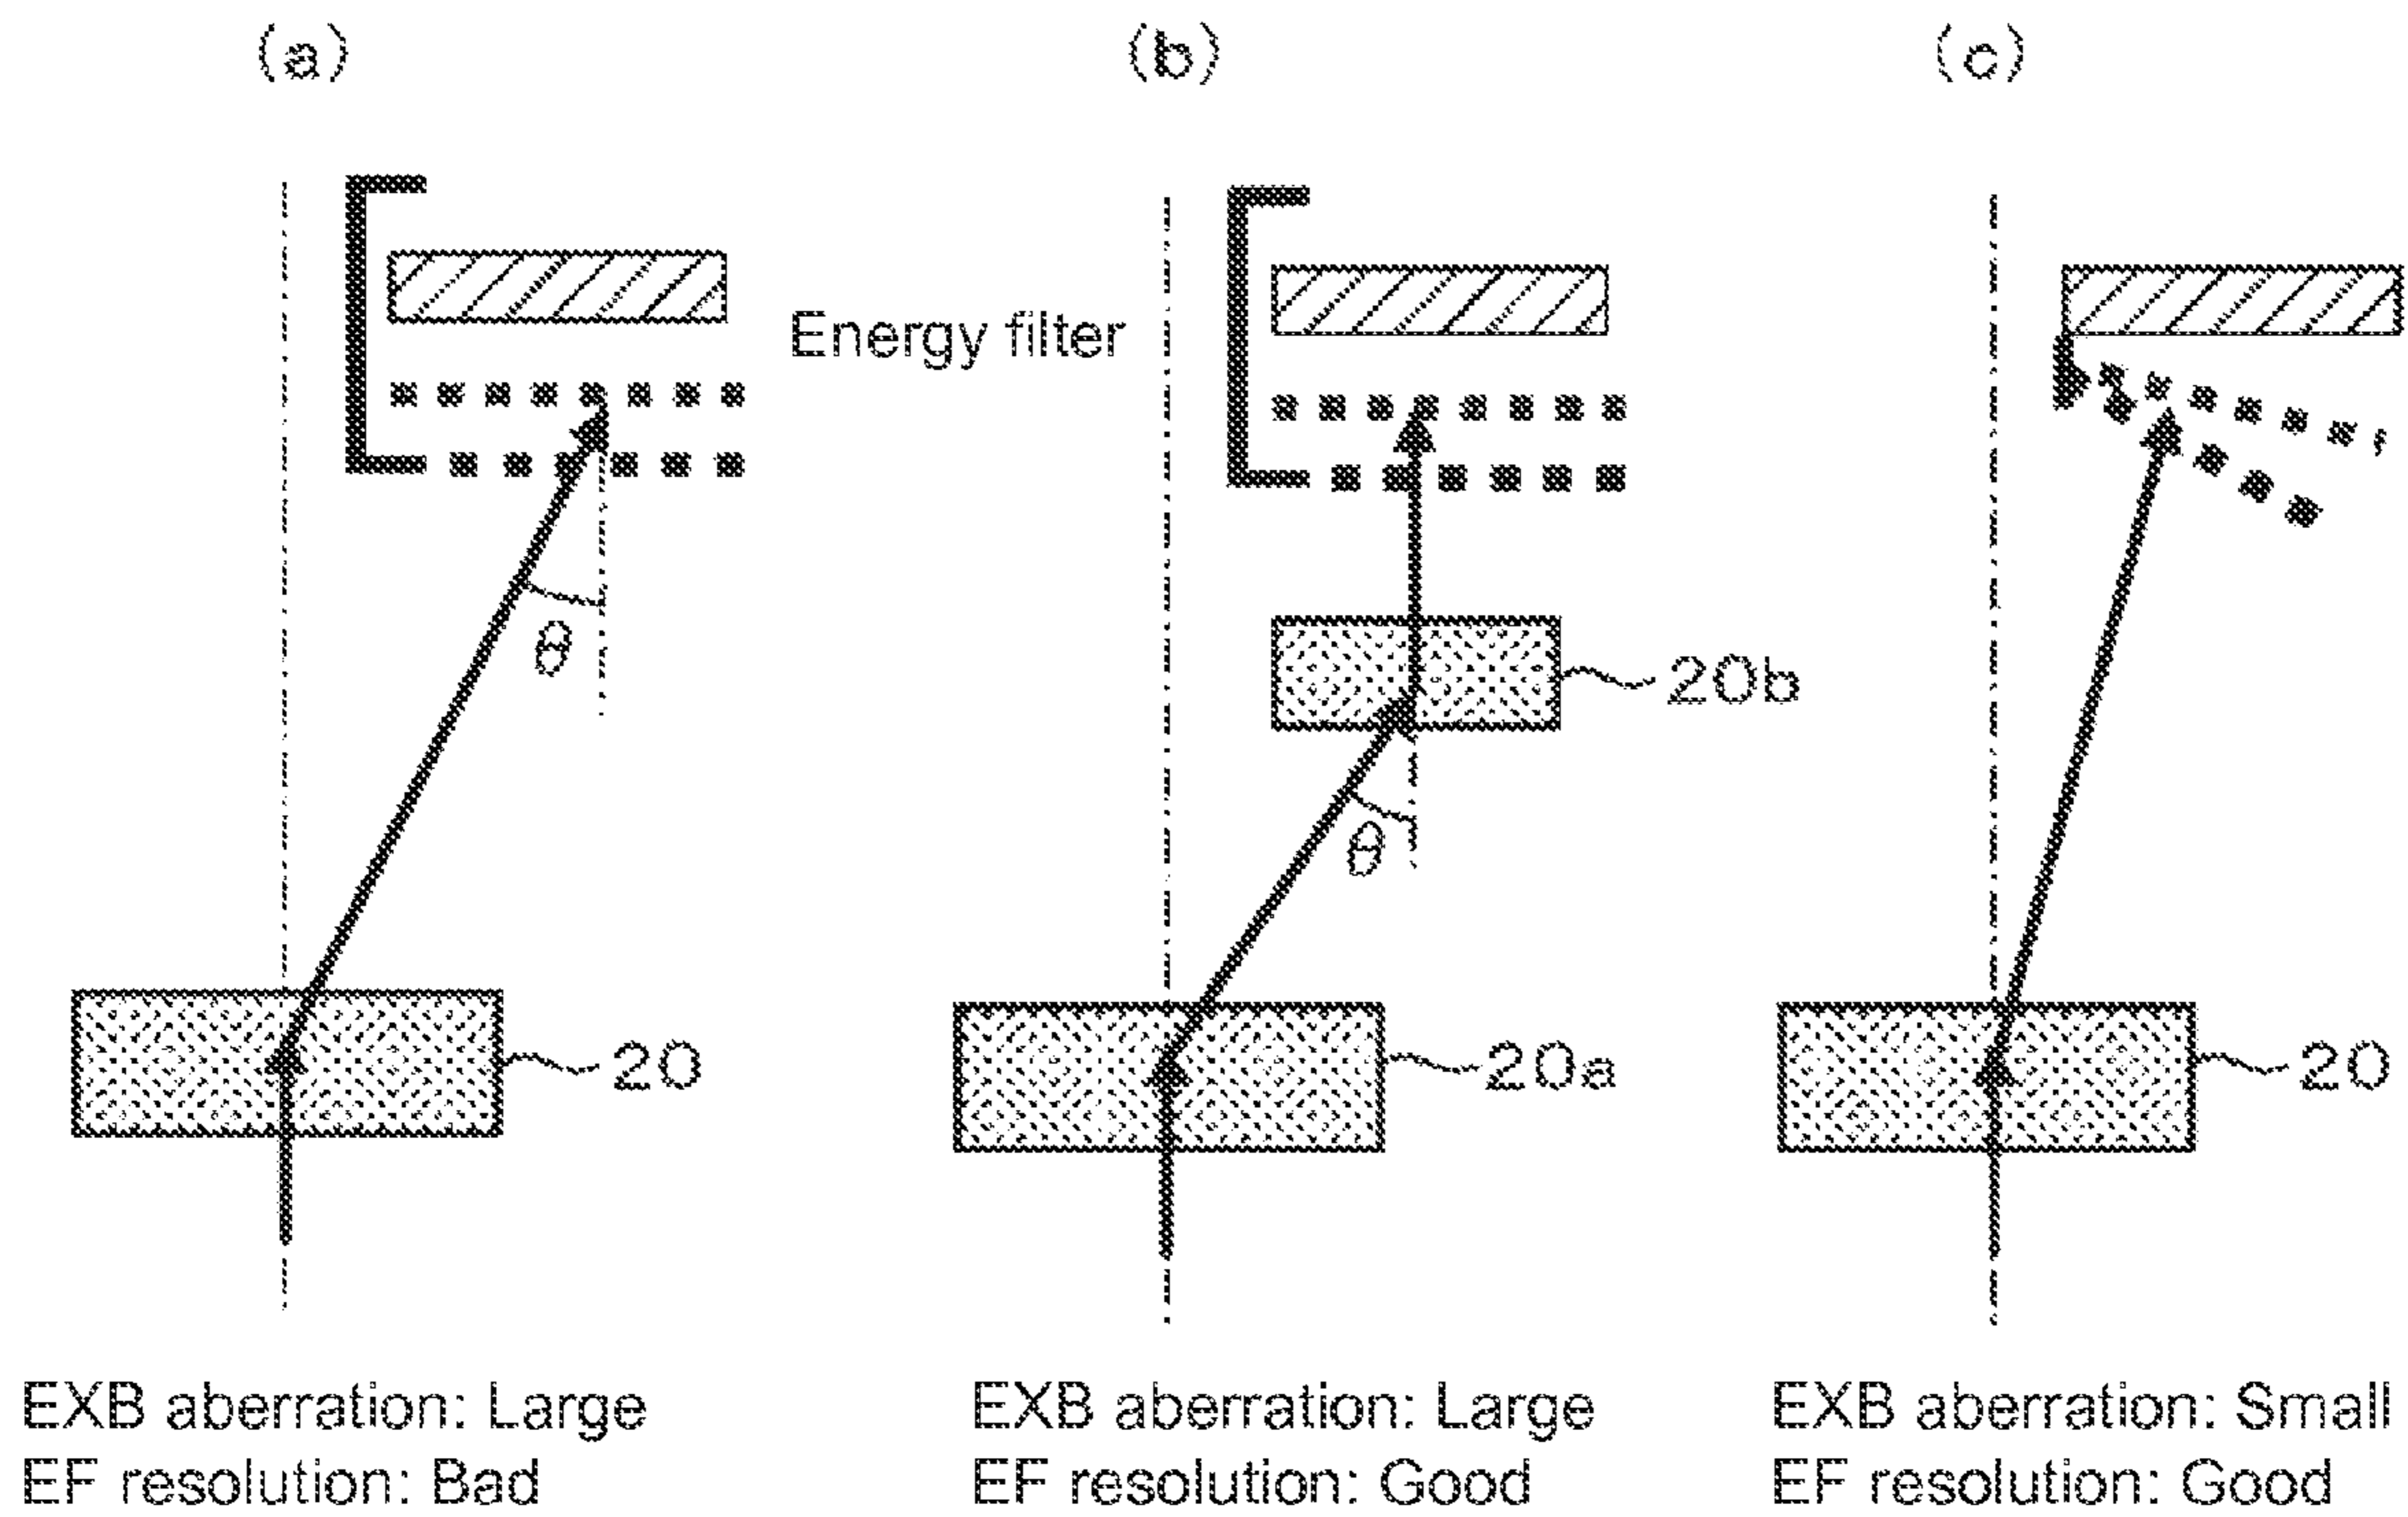 (a)
(b)
(c)
Energy filter
θ
20b
θ
20
20a
20
EXB aberration: Large
EF resolution: Bad
EXB aberration: Large
EF resolution: Good
EXB aberration: Small
EF resolution: Good